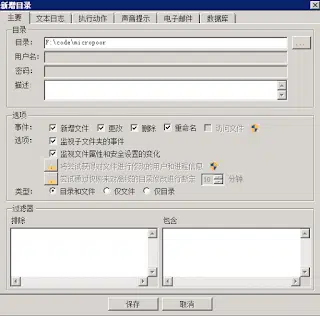 新增目录
主要 文本日志 执行动作 声音提示 电子邮件 数据库
目录
目录: F:\code\micropoor ...
用户名:
密码:
描述:
选项
事件: 新增文件 更改 删除 重命名 访问文件
选项: 监视子文件夹的事件
监视文件属性和安全设置的变化
10 分钟
类型: 目录和文件 仅文件 仅目录
过滤器
排除 包含
保存 取消